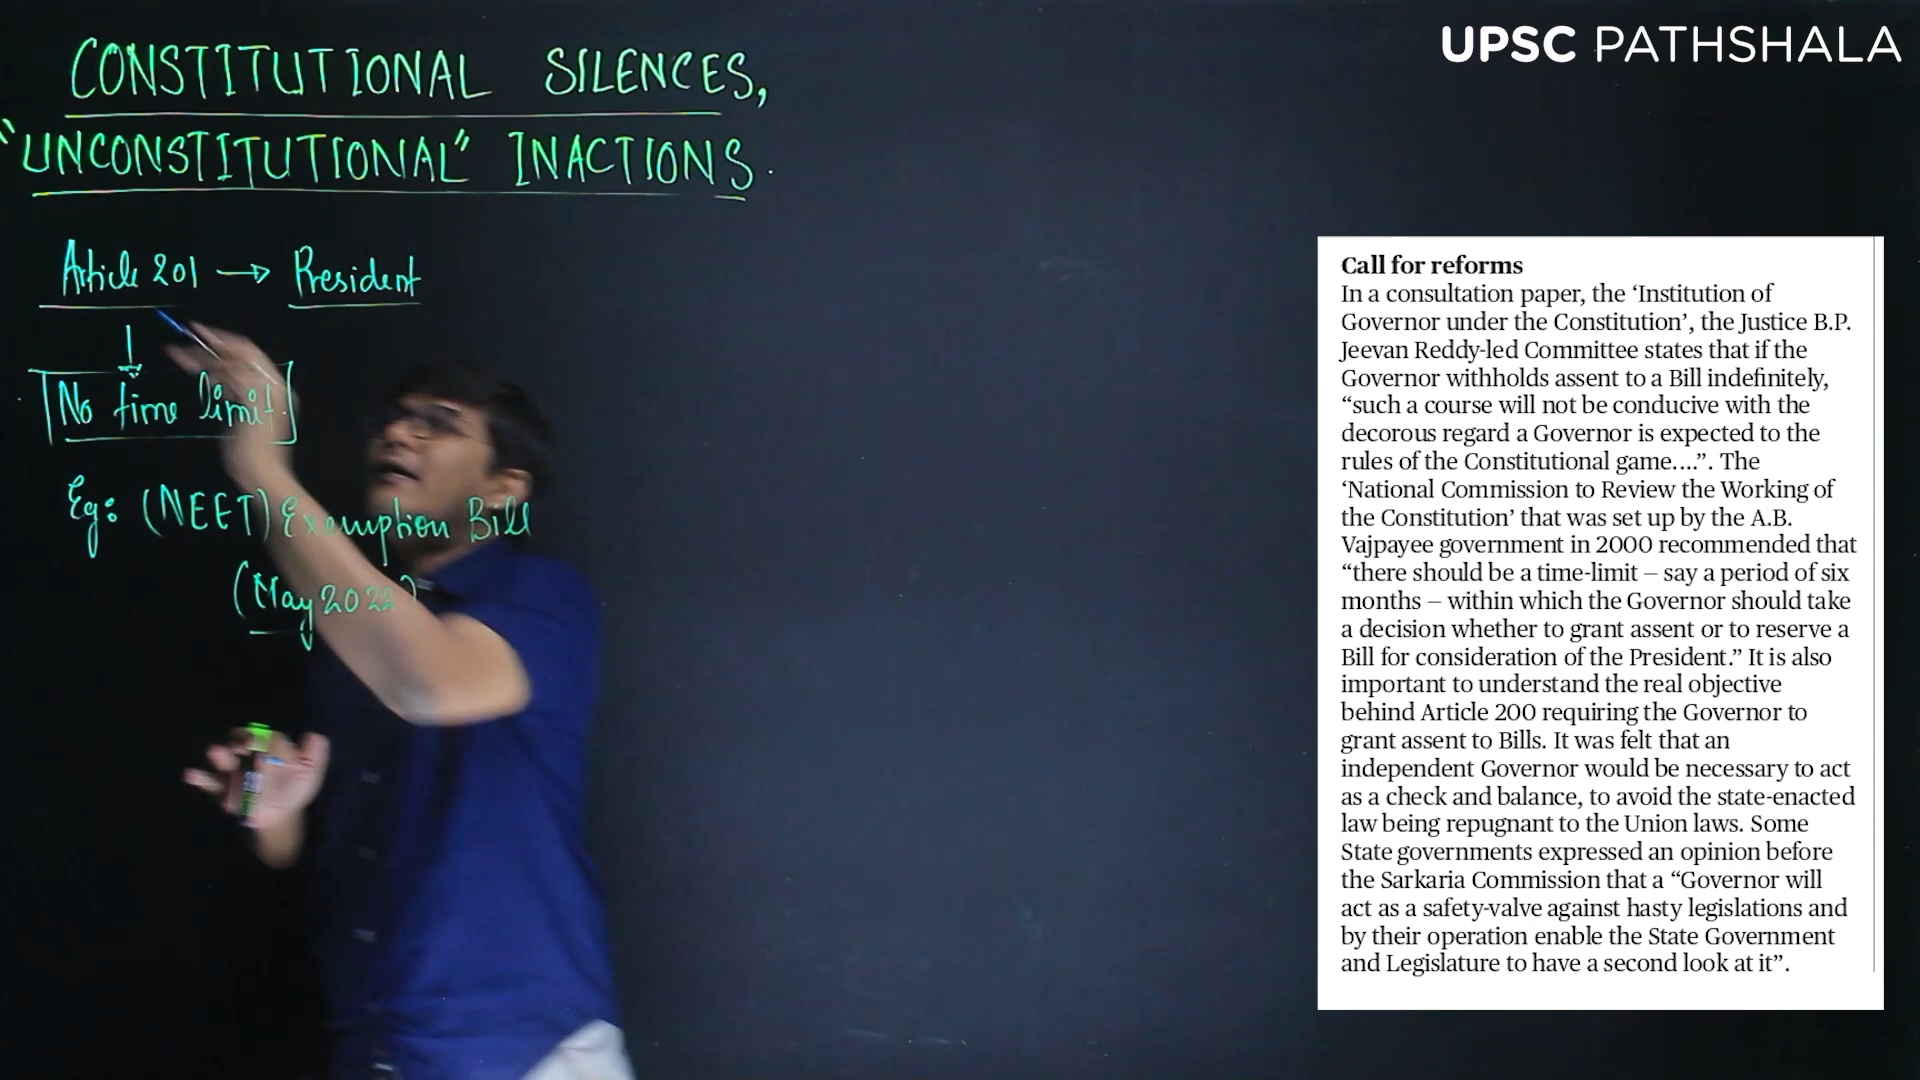 UPSC PATHSHALA
CONSTITUTIONAL SILENCES,
"UNCONSTITUTIONAL" INACTIONS.
Article 201 → President
↓
No time limit.
Eg: (NEET) Exemption Bill
(May 2022)
Call for reforms
In a consultation paper, the ‘Institution of
Governor under the Constitution’, the Justice B.P.
Jeevan Reddy-led Committee states that if the
Governor withholds assent to a Bill indefinitely,
“such a course will not be conducive with the
decorous regard a Governor is expected to the
rules of the Constitutional game....”. The
‘National Commission to Review the Working of
the Constitution’ that was set up by the A.B.
Vajpayee government in 2000 recommended that
“there should be a time-limit – say a period of six
months – within which the Governor should take
a decision whether to grant assent or to reserve a
Bill for consideration of the President.” It is also
important to understand the real objective
behind Article 200 requiring the Governor to
grant assent to Bills. It was felt that an
independent Governor would be necessary to act
as a check and balance, to avoid the state-enacted
law being repugnant to the Union laws. Some
State governments expressed an opinion before
the Sarkaria Commission that a “Governor will
act as a safety-valve against hasty legislations and
by their operation enable the State Government
and Legislature to have a second look at it”.